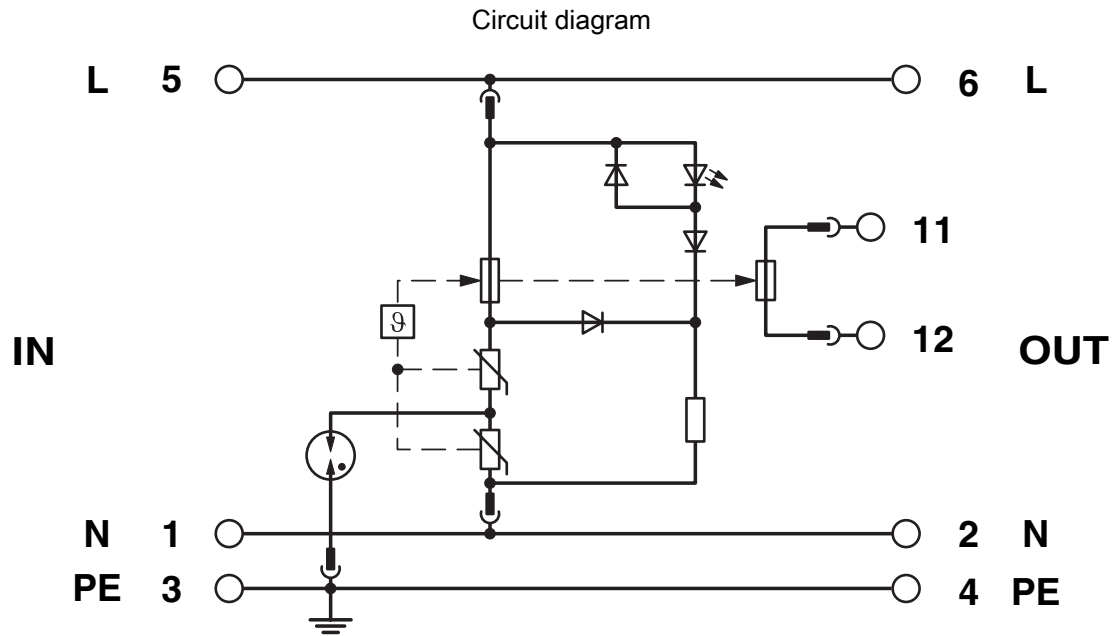 Circuit diagram
L 5 6 L
11
ϑ
12
IN OUT
N 1 2 N
PE 3 4 PE